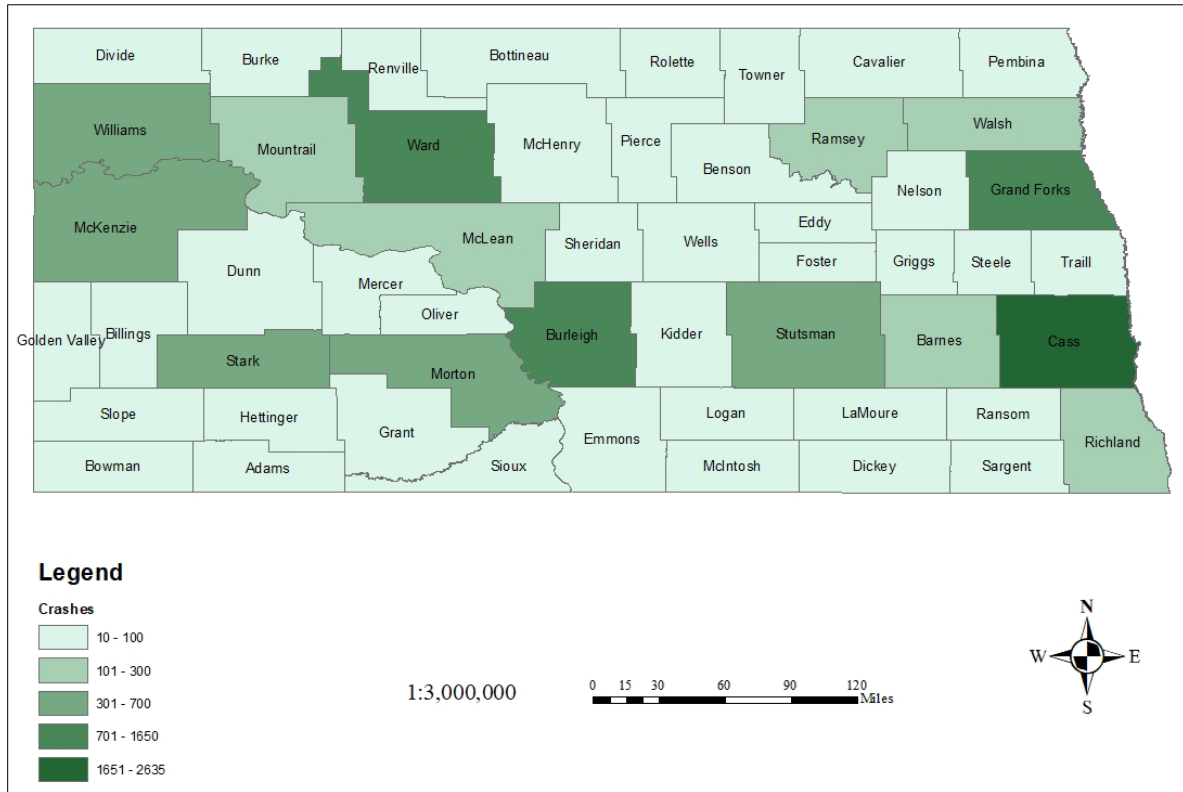 Divide
Burke
Renville
Bottineau
Rolette
Towner
Cavalier
Pembina
Williams
Mountrail
Ward
McHenry
Pierce
Benson
Ramsey
Walsh
Nelson
Grand Forks
McKenzie
McLean
Sheridan
Wells
Eddy
Foster
Griggs
Steele
Traill
Dunn
Mercer
Oliver
Golden Valley
Billings
Stark
Morton
Burleigh
Kidder
Stutsman
Barnes
Cass
Slope
Hettinger
Grant
Emmons
Logan
LaMoure
Ransom
Richland
Bowman
Adams
Sioux
McIntosh
Dickey
Sargent
Legend
Crashes
10 - 100
101 - 300
301 - 700
701 - 1650
1651 - 2635
1:3,000,000
0 15 30 60 90 120
Miles
N
W E
S